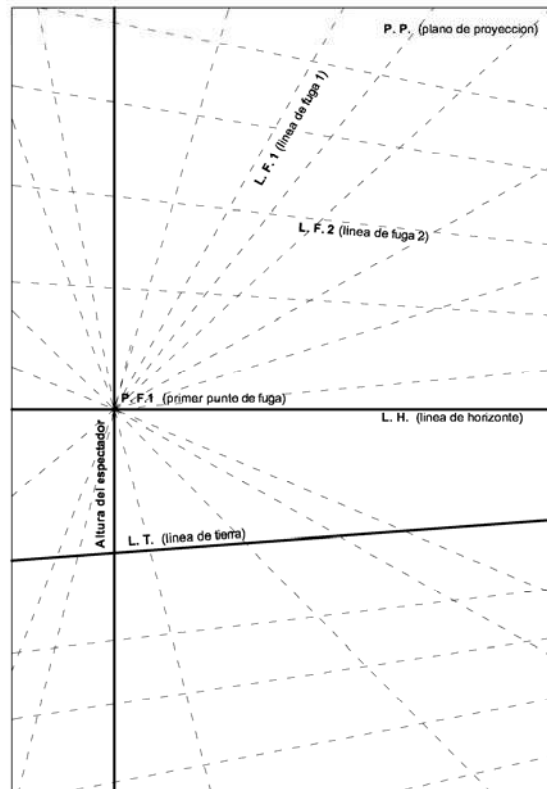 P. P. (plano de proyeccion)
L. F. 1 (linea de fuga 1)
L. F. 2 (linea de fuga 2)
P. F.1 (primer punto de fuga)
L. H. (linea de horizonte)
Altura del espectador
L. T. (linea de tierra)